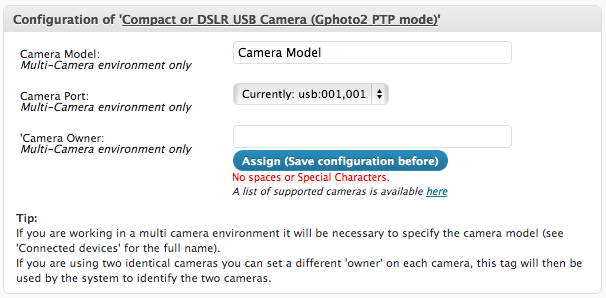 Configuration of 'Compact or DSLR USB Camera (Gphoto2 PTP mode)'
Camera Model:
Camera Model
Multi-Camera environment only
Camera Port:
Currently: usb:001,001
Multi-Camera environment only
'Camera Owner:
Multi-Camera environment only
Assign (Save configuration before)
No spaces or Special Characters.
A list of supported cameras is available here
Tip:
If you are working in a multi camera environment it will be necessary to specify the camera model (see
'Connected devices' for the full name).
If you are using two identical cameras you can set a different 'owner' on each camera, this tag will then be
used by the system to identify the two cameras.